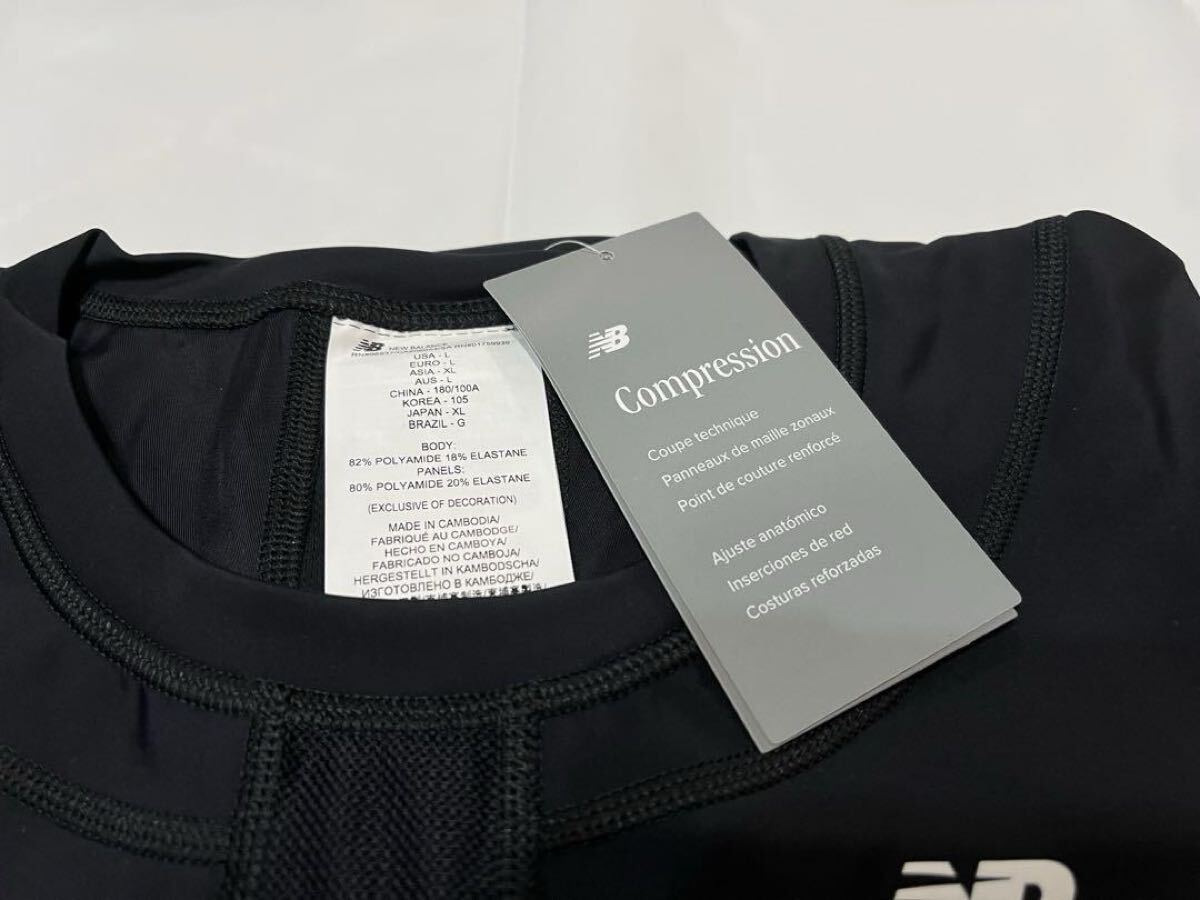 NB NEW BALANCE
USA - L
EURO - L
ASIA - XL
AUS - L
CHINA - 180/100A
KOREA - 105
JAPAN - XL
BRAZIL - G
BODY:
82% POLYAMIDE 18% ELASTANE
PANELS:
80% POLYAMIDE 20% ELASTANE
(EXCLUSIVE OF DECORATION)
MADE IN CAMBODIA/
FABRIQUÉ AU CAMBODGE/
HECHO EN CAMBOYA/
FABRICADO NO CAMBOJA/
HERGESTELLT IN KAMBODSCHA/
ИЗГОТОВЛЕНО В КАМБОДЖЕ/
NB
Compression
Coupe technique
Panneaux de maille zonaux
Point de couture renforcé
Ajuste anatómico
Inserciones de red
Costuras reforzadas
NB